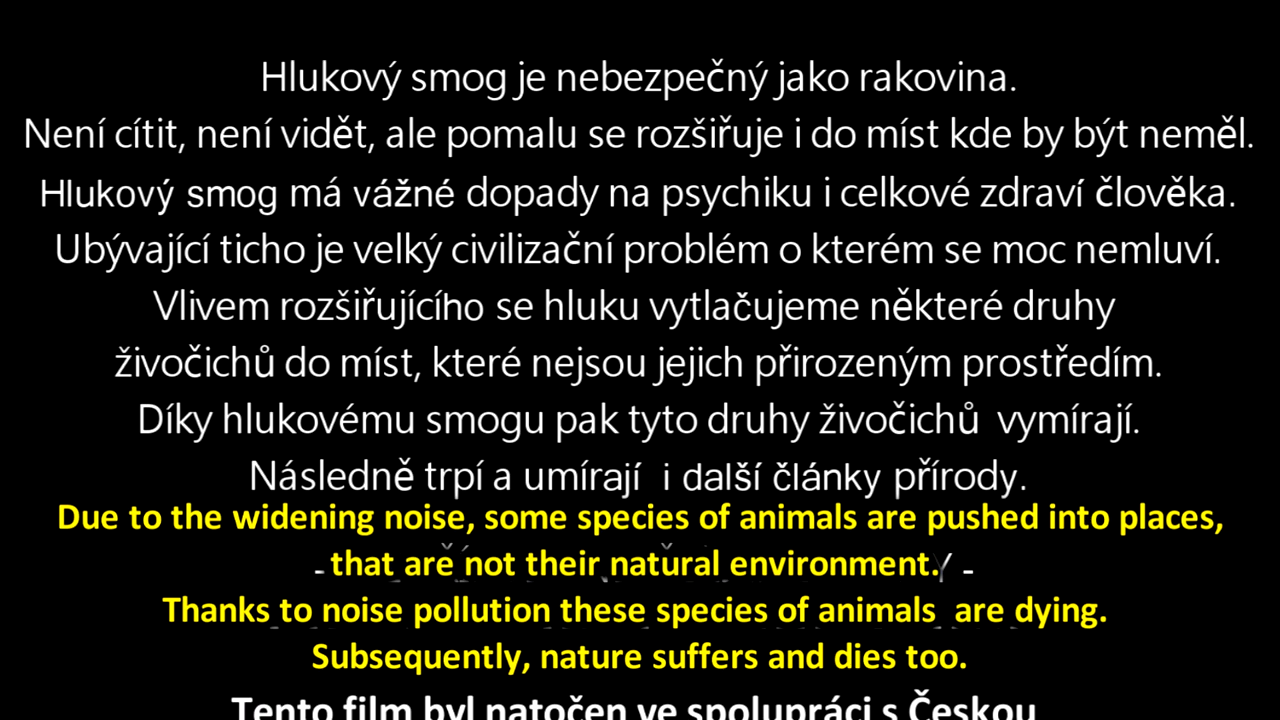 Hlukový smog je nebezpečný jako rakovina.
Není cítit, není vidět, ale pomalu se rozšiřuje i do míst kde by být neměl.
Hlukový smog má vážné dopady na psychiku i celkové zdraví člověka.
Ubývající ticho je velký civilizační problém o kterém se moc nemluví.
Vlivem rozšiřujícího se hluku vytlačujeme některé druhy
živočichů do míst, které nejsou jejich přirozeným prostředím.
Díky hlukovému smogu pak tyto druhy živočichů vymírají.
Následně trpí a umírají i další články přírody.
Due to the widening noise, some species of animals are pushed into places,
that are not their natural environment.
Thanks to noise pollution these species of animals are dying.
Subsequently, nature suffers and dies too.
Tento film byl natočen ve spolupráci s Českou